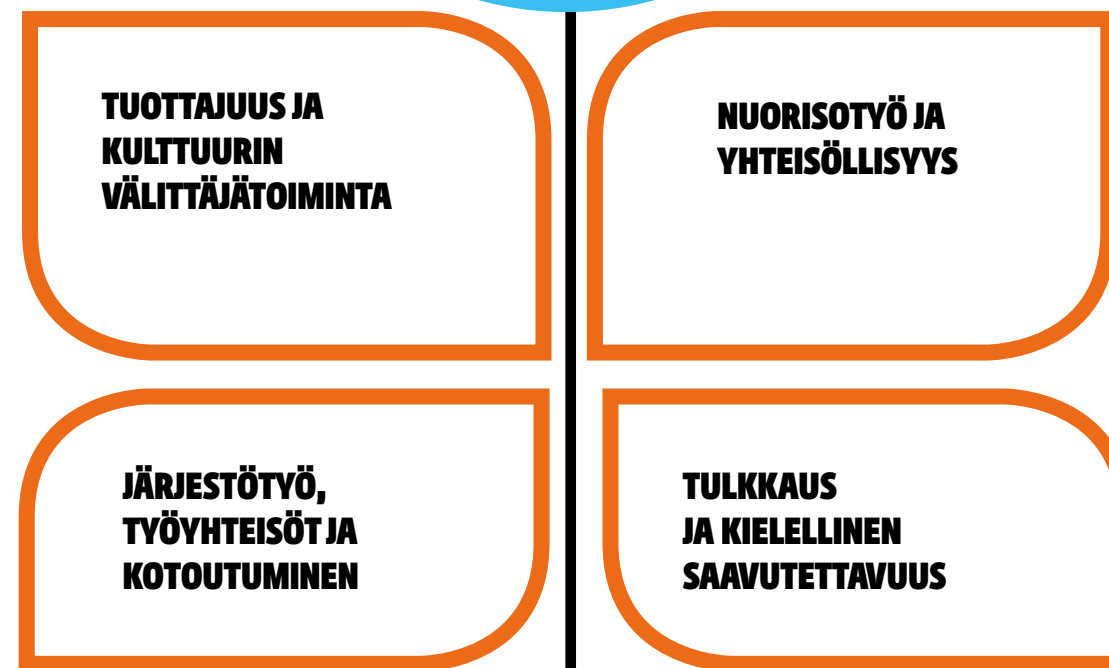 TUOTTAJUUS JA
KULTTUURIN
VÄLITTÄJÄTOIMINTA
NUORISOTYÖ JA
YHTEISÖLLISYYS
JÄRJESTÖTYÖ,
TYÖYHTEISÖT JA
KOTOUTUMINEN
TULKKAUS
JA KIELELLINEN
SAAVUTETTAVUUS